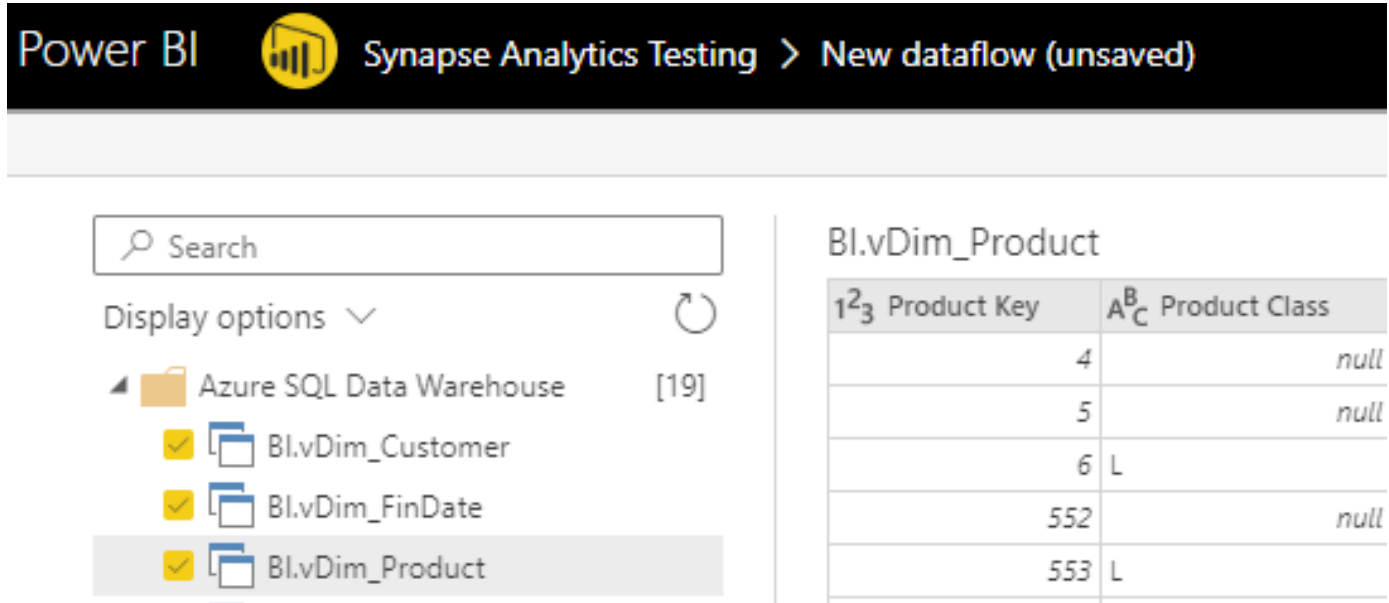 Power BI Synapse Analytics Testing > New dataflow (unsaved)
Search
Display options
Azure SQL Data Warehouse [19]
BI.vDim_Customer
BI.vDim_FinDate
BI.vDim_Product
BI.vDim_Product
123 Product Key ABC Product Class
4 null
5 null
6 L
552 null
553 L